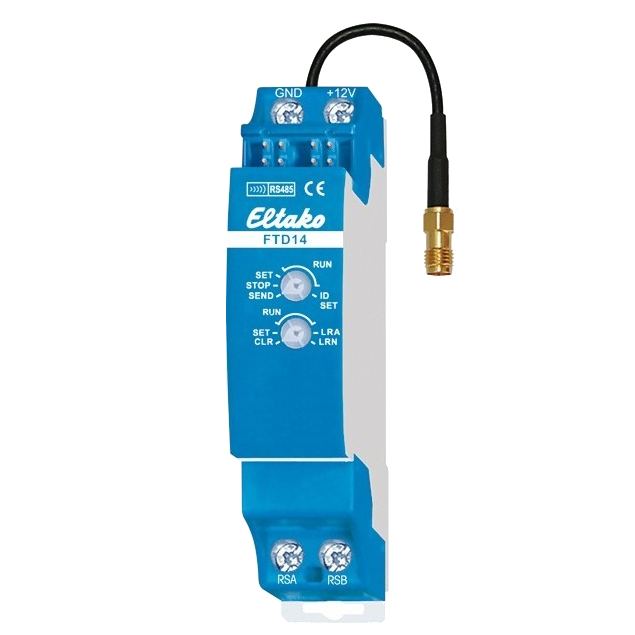 GND +12V
RS485 CE
Eltako
FTD14
RUN
SET
STOP
SEND
ID
SET
RUN
SET LRA
CLR LRN
RSA RSB